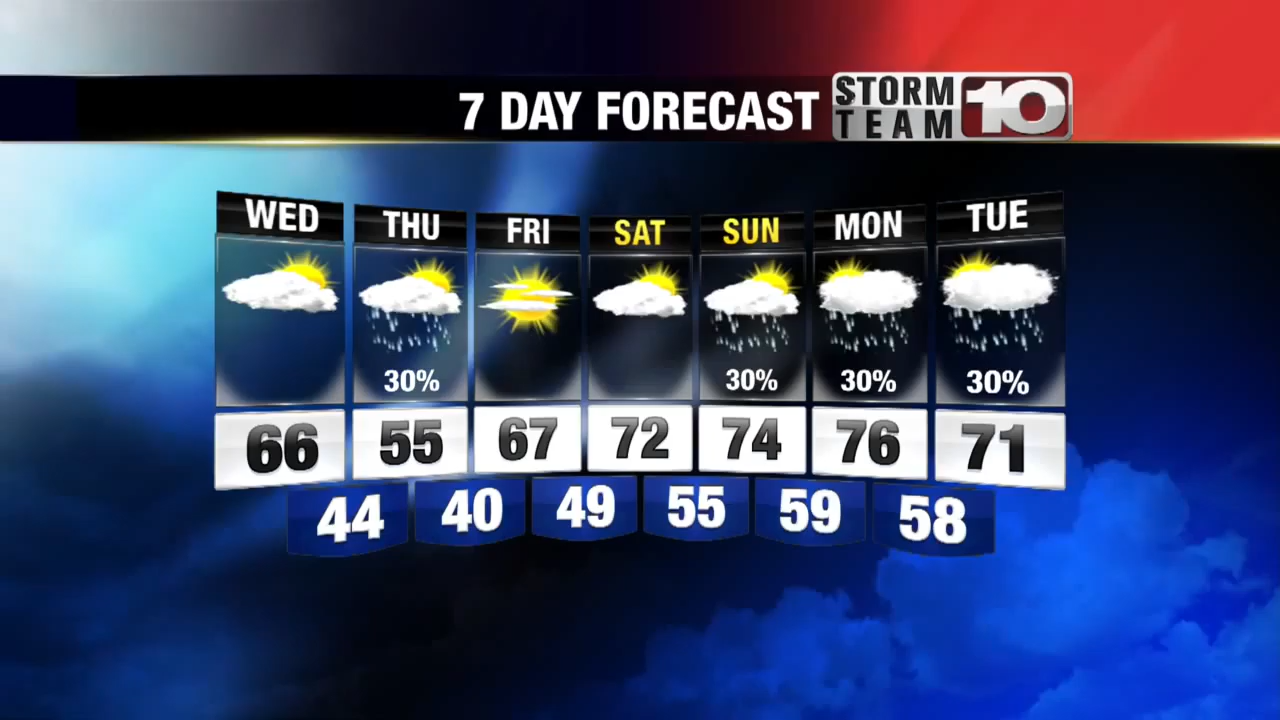 7 DAY FORECAST
STORM TEAM 10
WED THU FRI SAT SUN MON TUE
30% 30% 30% 30%
66 55 67 72 74 76 71
44 40 49 55 59 58